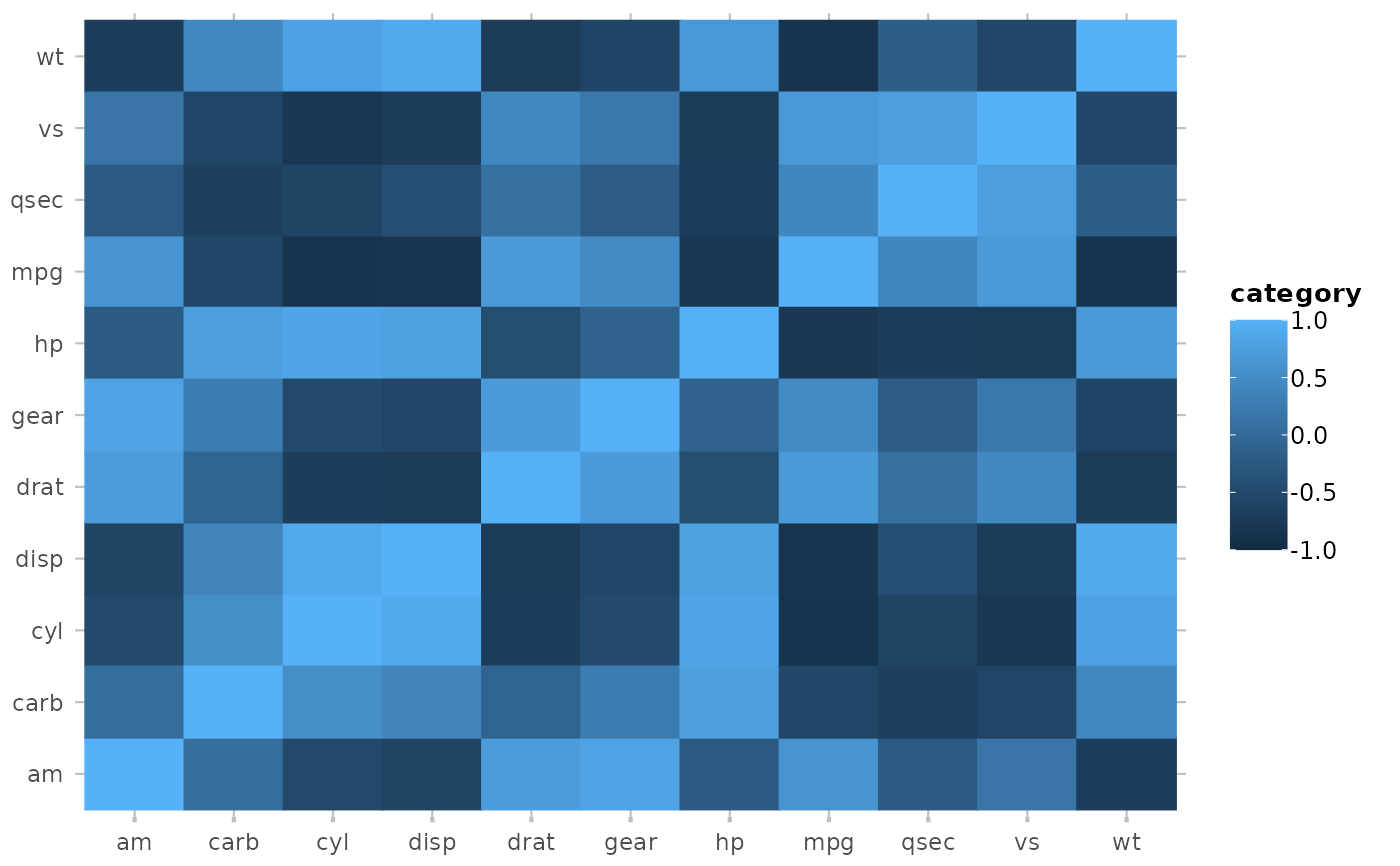 wt
vs
qsec
mpg
hp
gear
drat
disp
cyl
carb
am
am carb cyl disp drat gear hp mpg qsec vs wt
category
1.0
0.5
0.0
-0.5
-1.0